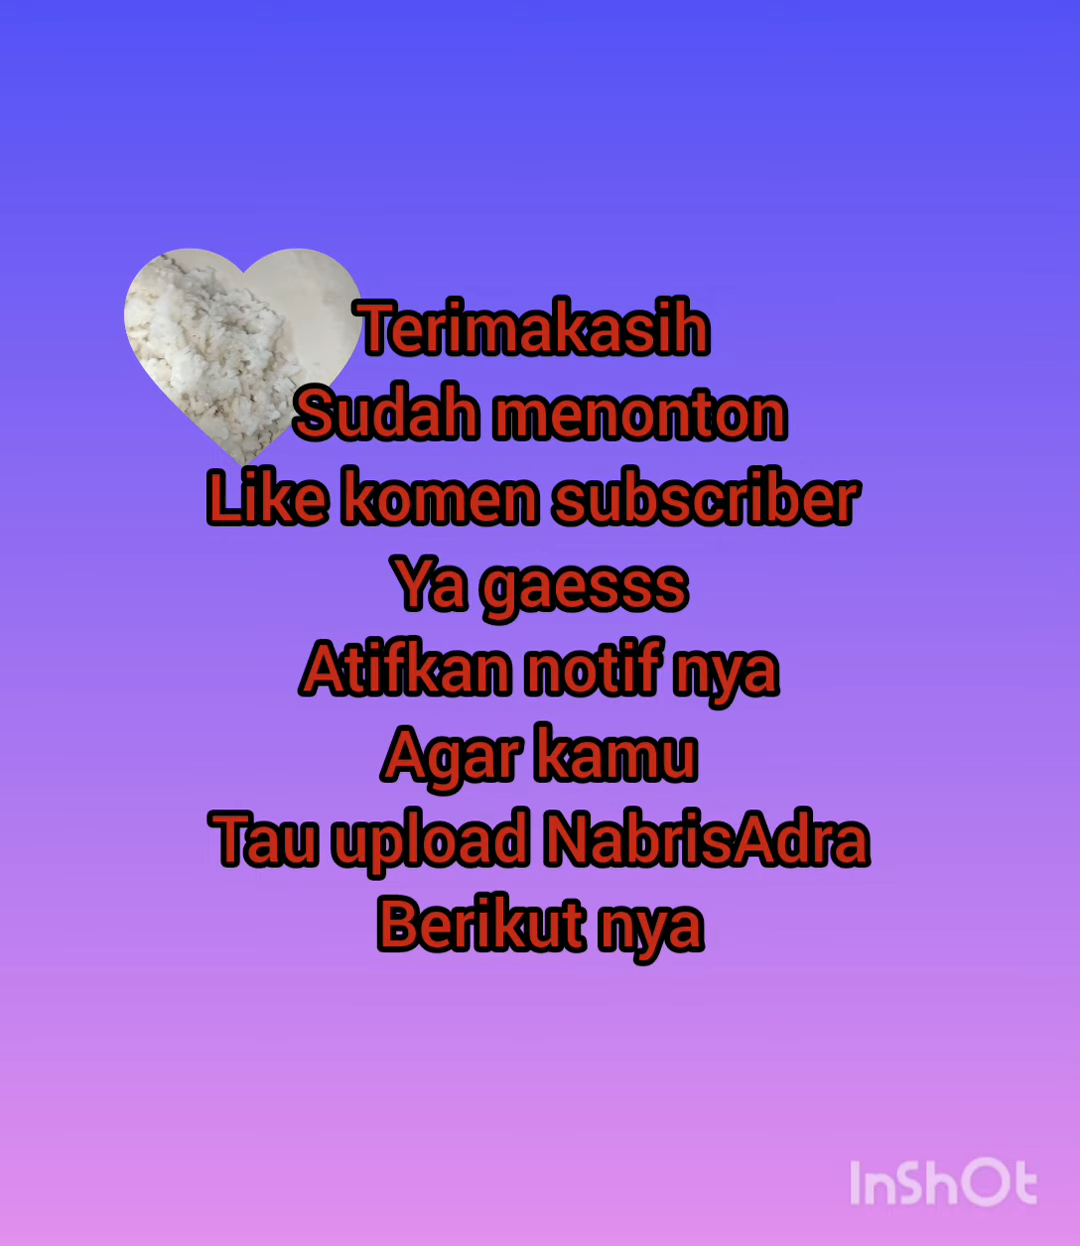 Terimakasih
Sudah menonton
Like komen subscriber
Ya gaesss
Atifkan notif nya
Agar kamu
Tau upload NabrisAdra
Berikut nya
InShOt